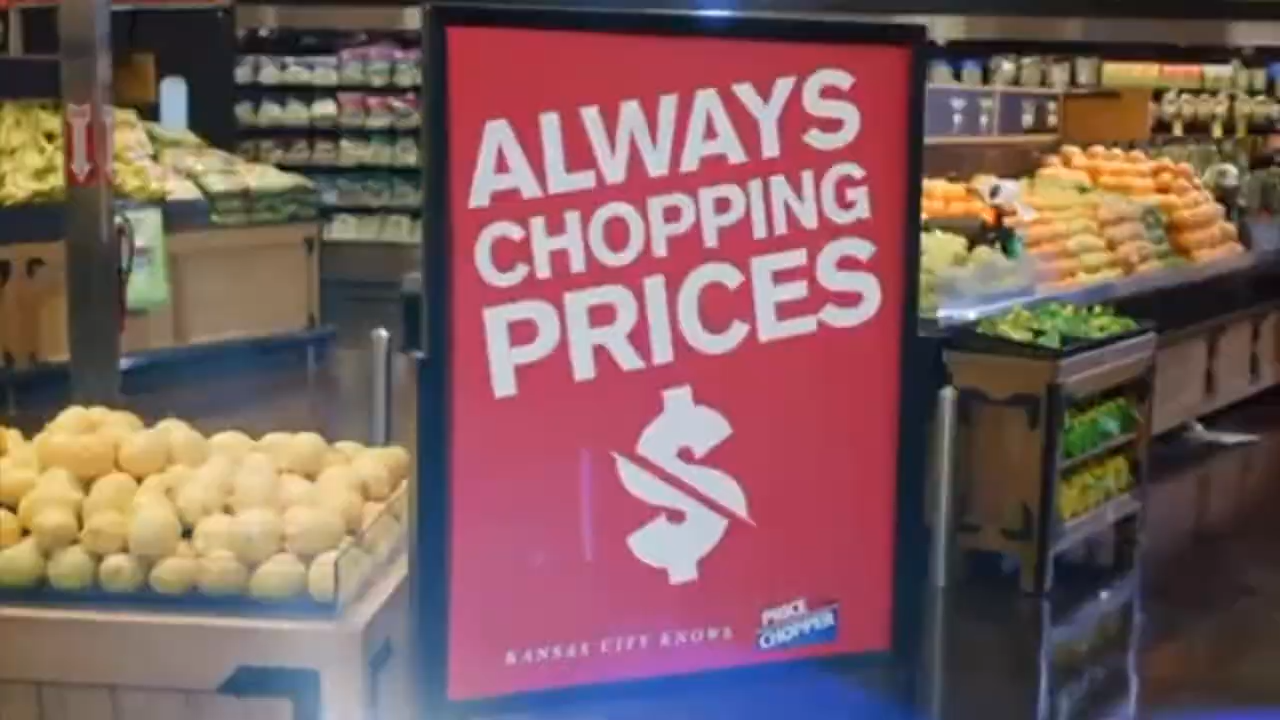 ALWAYS
CHOPPING
PRICES
$
KANSAS CITY KNOWS
PRICE
CHOPPER